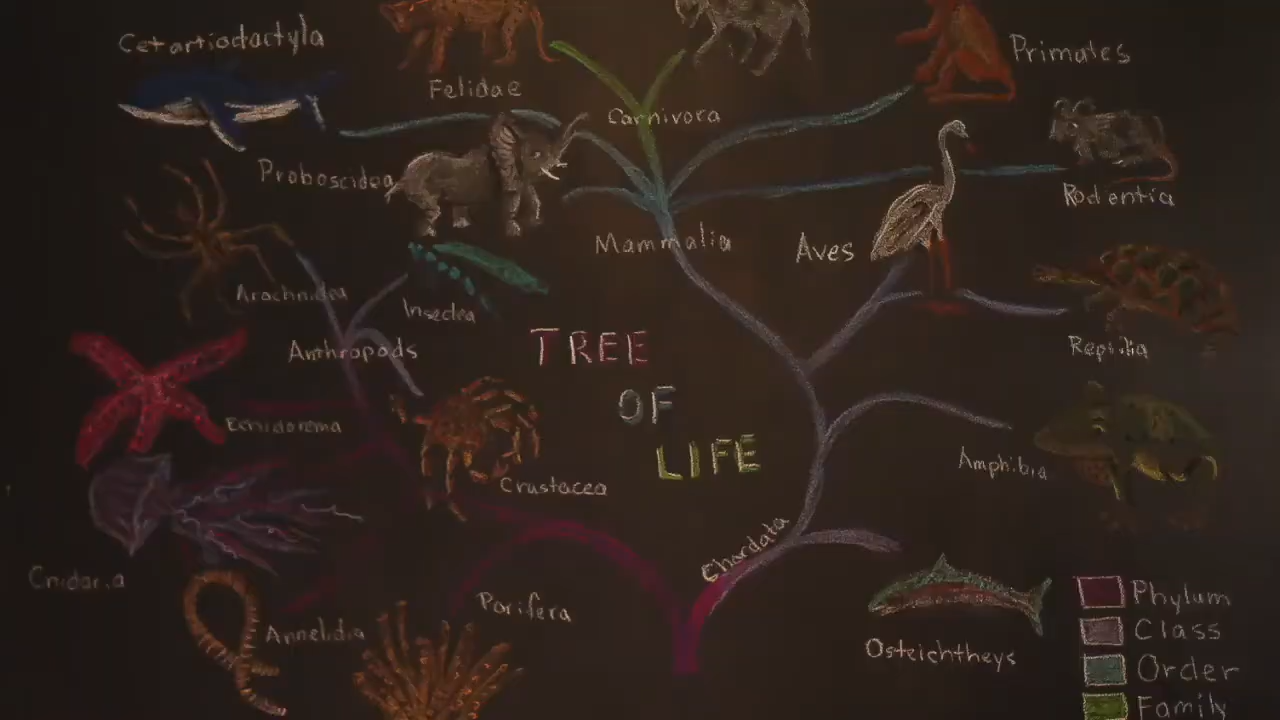 Cetartiodactyla
Primates
Felidae
Carnivora
Proboscidea
Rodentia
Mammalia
Aves
Arachnidea
Insectea
Anthropods
Reptilia
TREE
OF
LIFE
Echidorema
Amphibia
Crustacea
Chordata
Cnidaria
Porifera
Annelidia
Osteichtheys
Phylum
Class
Order
Family